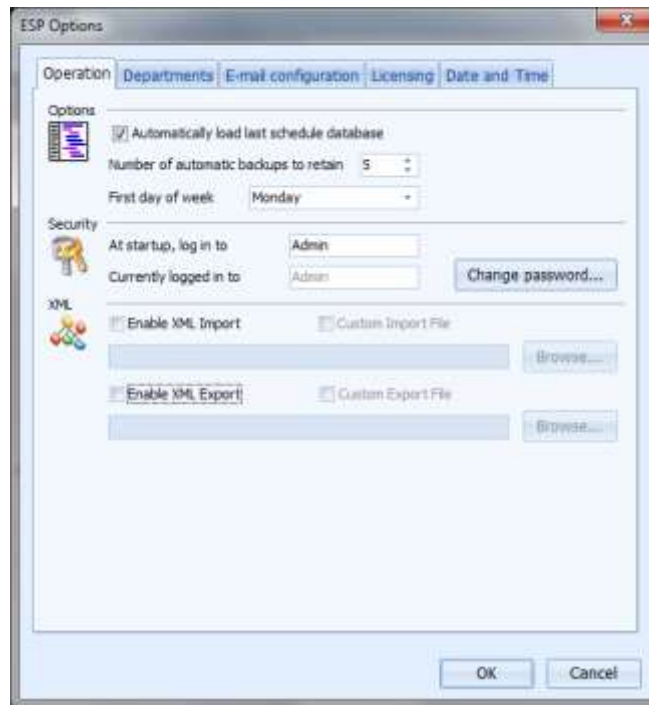 ESP Options
Operation Departments E-mail configuration Licensing Date and Time
Options
Automatically load last schedule database
Number of automatic backups to retain 5
First day of week Monday
Security
At startup, log in to Admin
Currently logged in to Admin Change password...
XML
Enable XML Import Custom Import File
Browse...
Enable XML Export Custom Export File
Browse...
OK Cancel